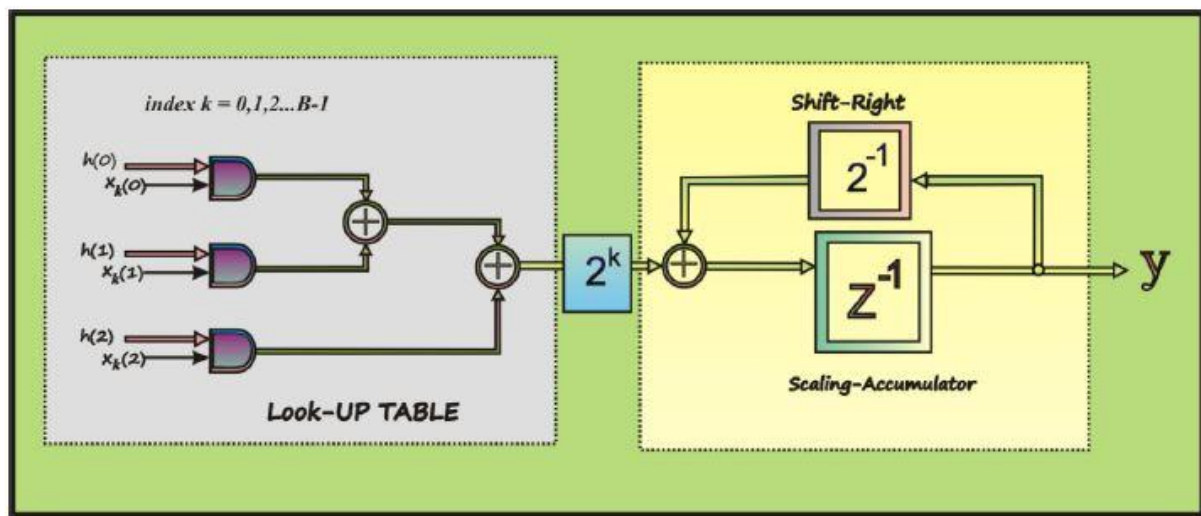 index k = 0,1,2...B-1
h(0)
xₖ(0)
h(1)
xₖ(1)
h(2)
xₖ(2)
Look-UP TABLE
+
+
2ᵏ
+
Shift-Right
2⁻¹
z⁻¹
Scaling-Accumulator
y